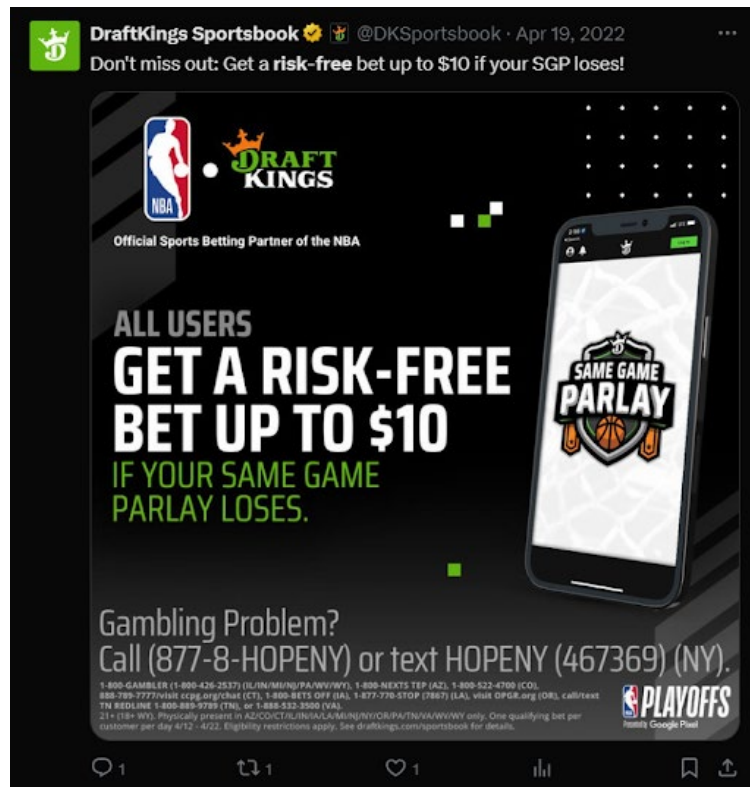 DraftKings Sportsbook @DKSportsbook · Apr 19, 2022
Don't miss out: Get a risk-free bet up to $10 if your SGP loses!
NBA
DRAFT
KINGS
Official Sports Betting Partner of the NBA
ALL USERS
GET A RISK-FREE
BET UP TO $10
IF YOUR SAME GAME
PARLAY LOSES.
SAME GAME
PARLAY
Gambling Problem?
Call (877-8-HOPENY) or text HOPENY (467369) (NY).
1-800-GAMBLER (1-800-426-2537) (IL/IN/MI/NJ/PA/WV/WY), 1-800-NEXTS TEP (AZ), 1-800-522-4700 (CO),
888-789-7777/visit ccpg.org/chat (CT), 1-800-BETS OFF (IA), 1-877-770-STOP (7867) (LA), visit OPGR.org (OR), call/text
TN REDLINE 1-800-889-9789 (TN), or 1-888-532-3500 (VA).
21+ (18+ WY). Physically present in AZ/CO/CT/IL/IN/IA/LA/MI/NJ/NY/OR/PA/TN/VA/WV/WY only. One qualifying bet per
customer per day 4/12 - 4/22. Eligibility restrictions apply. See draftkings.com/sportsbook for details.
NBA
PLAYOFFS
Presented by Google Pixel
1 1 1